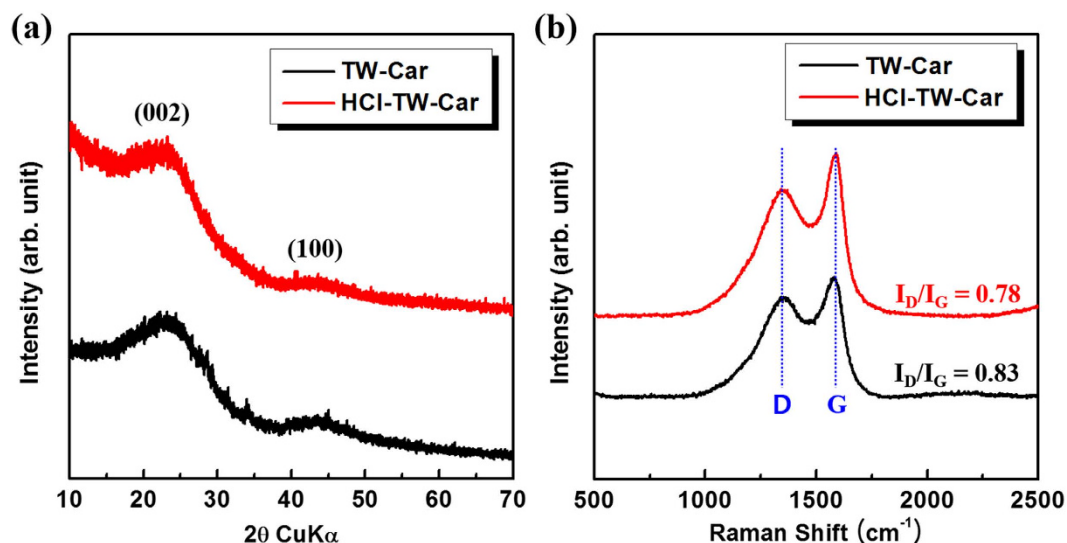 (a)
TW-Car
HCl-TW-Car
(002)
(100)
Intensity (arb. unit)
10 20 30 40 50 60 70
2θ CuKα
(b)
TW-Car
HCl-TW-Car
I_D/I_G = 0.78
I_D/I_G = 0.83
D G
Intensity (arb. unit)
500 1000 1500 2000 2500
Raman Shift (cm⁻¹)